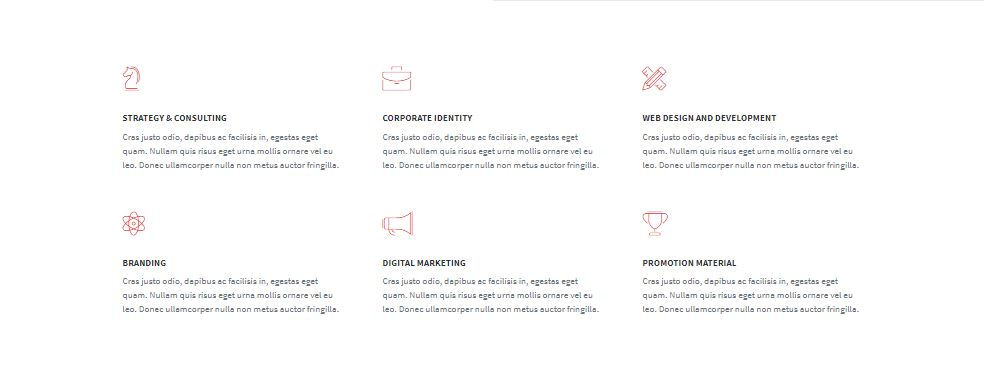 STRATEGY & CONSULTING
Cras justo odio, dapibus ac facilisis in, egestas eget
quam. Nullam quis risus eget urna mollis ornare vel eu
leo. Donec ullamcorper nulla non metus auctor fringilla.
CORPORATE IDENTITY
Cras justo odio, dapibus ac facilisis in, egestas eget
quam. Nullam quis risus eget urna mollis ornare vel eu
leo. Donec ullamcorper nulla non metus auctor fringilla.
WEB DESIGN AND DEVELOPMENT
Cras justo odio, dapibus ac facilisis in, egestas eget
quam. Nullam quis risus eget urna mollis ornare vel eu
leo. Donec ullamcorper nulla non metus auctor fringilla.
BRANDING
Cras justo odio, dapibus ac facilisis in, egestas eget
quam. Nullam quis risus eget urna mollis ornare vel eu
leo. Donec ullamcorper nulla non metus auctor fringilla.
DIGITAL MARKETING
Cras justo odio, dapibus ac facilisis in, egestas eget
quam. Nullam quis risus eget urna mollis ornare vel eu
leo. Donec ullamcorper nulla non metus auctor fringilla.
PROMOTION MATERIAL
Cras justo odio, dapibus ac facilisis in, egestas eget
quam. Nullam quis risus eget urna mollis ornare vel eu
leo. Donec ullamcorper nulla non metus auctor fringilla.